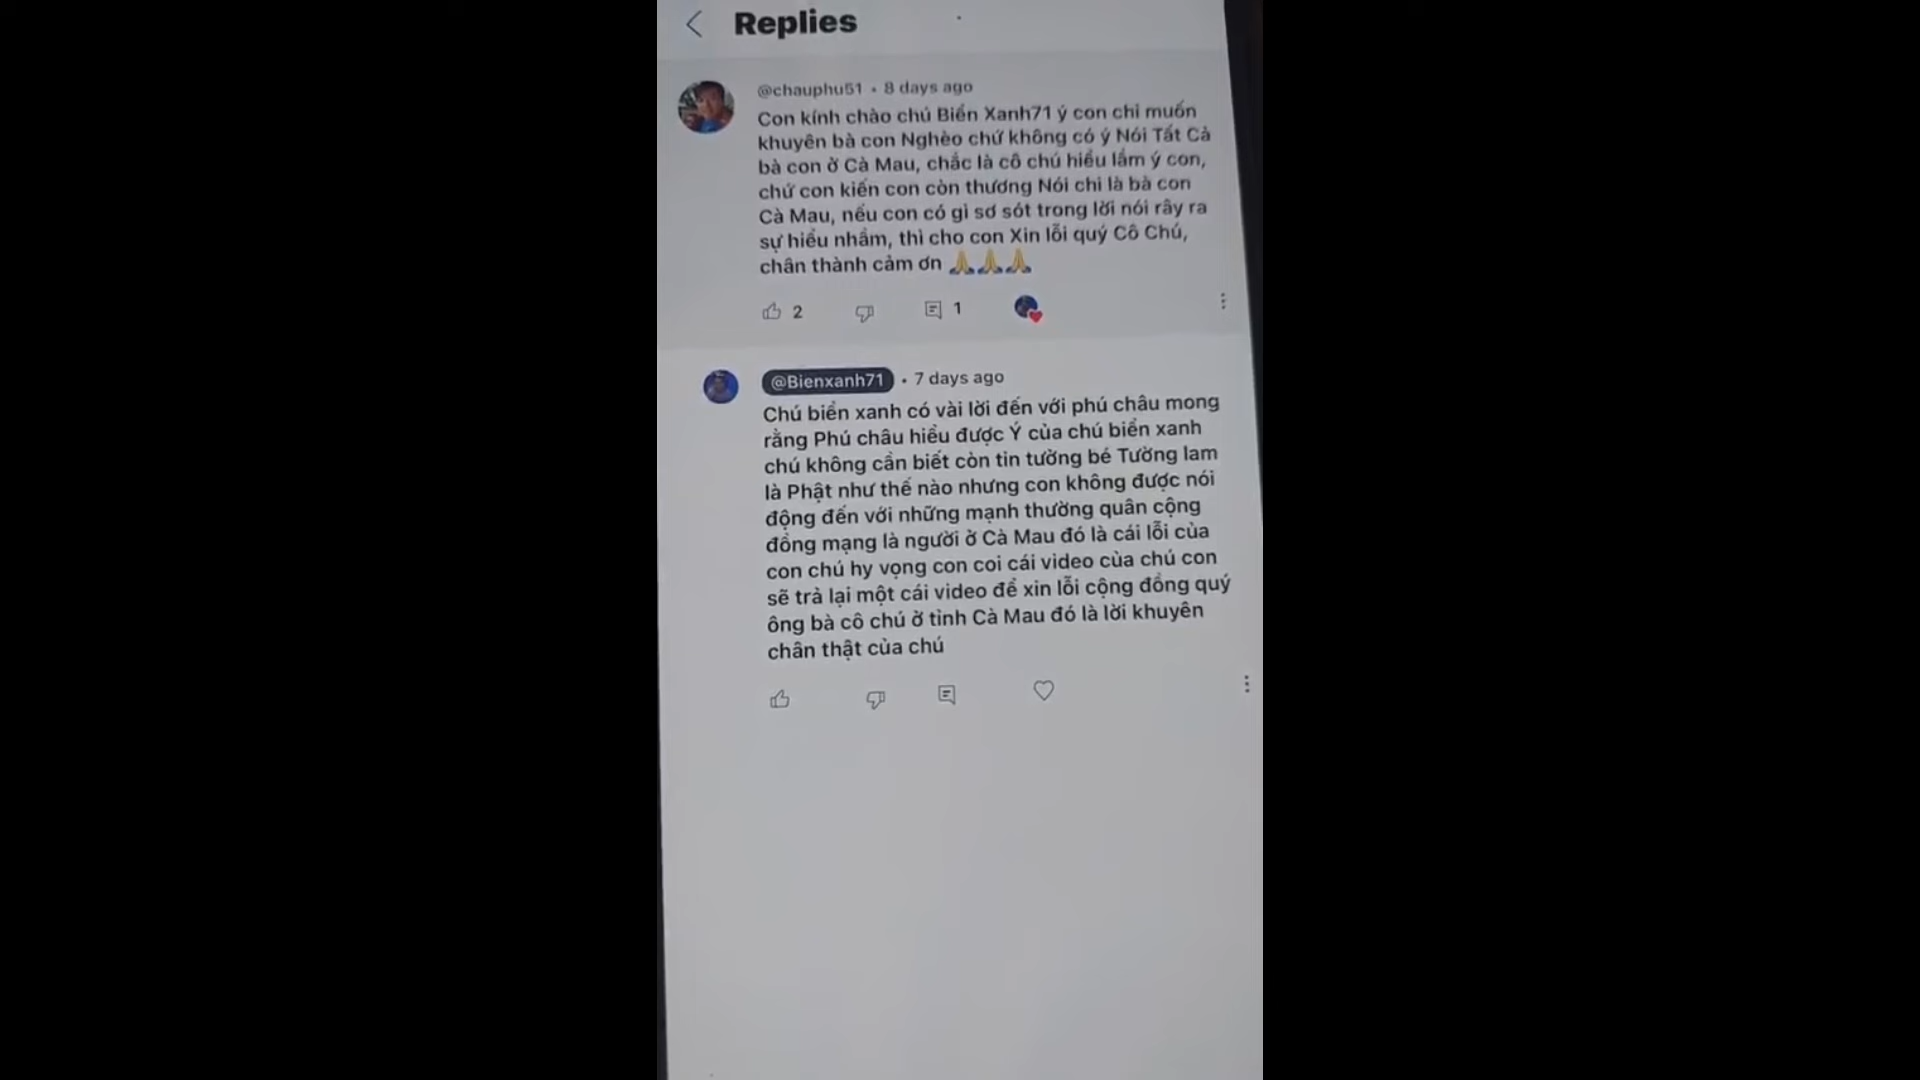 Replies
@chauphu51 • 8 days ago
Con kính chào chú Biển Xanh71 ý con chỉ muốn
khuyên bà con Nghèo chứ không có ý Nói Tất Cả
bà con ở Cà Mau, chắc là cô chú hiểu lầm ý con,
chứ con kiến con còn thương Nói chi là bà con
Cà Mau, nếu con có gì sơ sót trong lời nói rây ra
sự hiểu nhầm, thì cho con Xin lỗi quý Cô Chú,
chân thành cảm ơn 🙏🙏🙏
2 1
@Bienxanh71 • 7 days ago
Chú biển xanh có vài lời đến với phú châu mong
rằng Phú châu hiểu được Ý của chú biển xanh
chú không cần biết còn tin tưởng bé Tường lam
là Phật như thế nào nhưng con không được nói
động đến với những mạnh thường quân cộng
đồng mạng là người ở Cà Mau đó là cái lỗi của
con chú hy vọng con coi cái video của chú con
sẽ trả lại một cái video để xin lỗi cộng đồng quý
ông bà cô chú ở tỉnh Cà Mau đó là lời khuyên
chân thật của chú